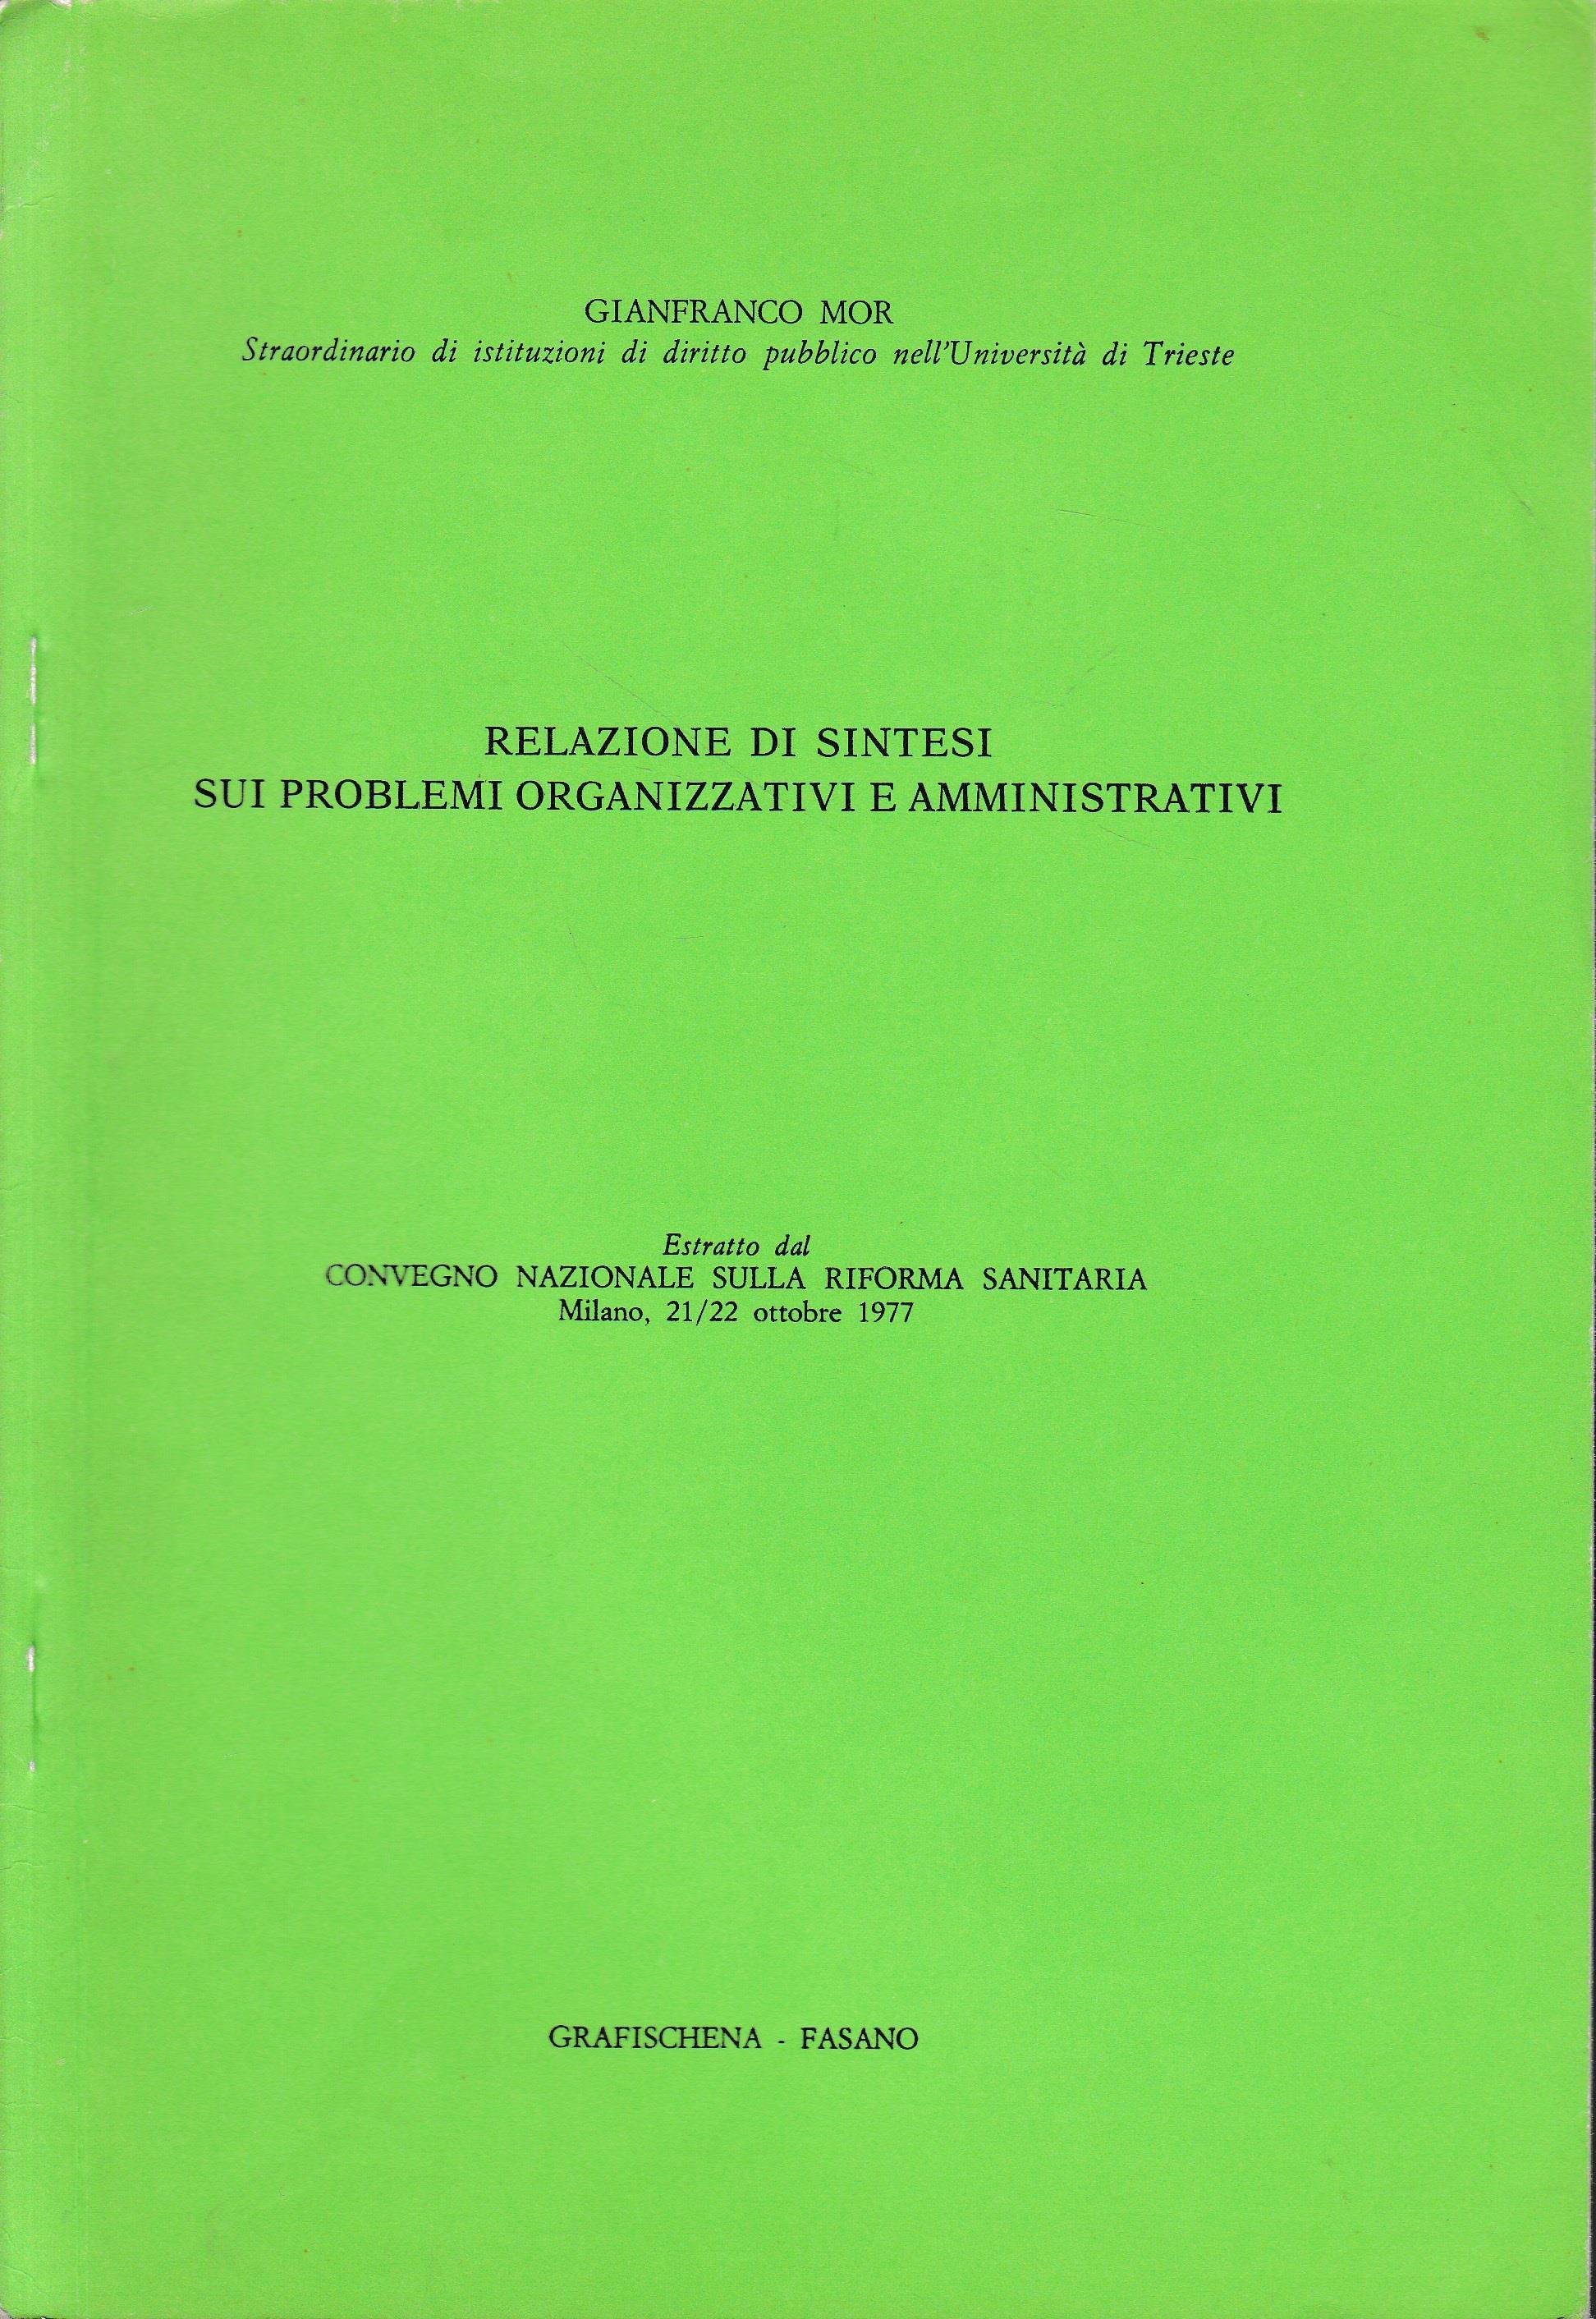 GIANFRANCO MOR
Straordinario di istituzioni di diritto pubblico nell'Università di Trieste
RELAZIONE DI SINTESI
SUI PROBLEMI ORGANIZZATIVI E AMMINISTRATIVI
Estratto dal
CONVEGNO NAZIONALE SULLA RIFORMA SANITARIA
Milano, 21/22 ottobre 1977
GRAFISCHENA - FASANO